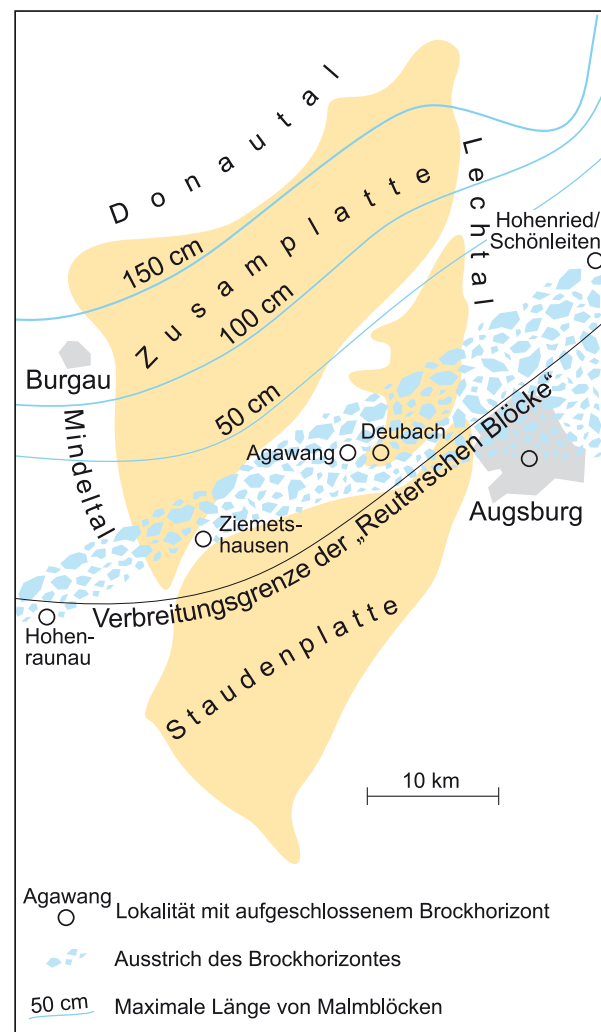 Donautal
Lechtal
Zusamplatte
Hohenried/
Schönleiten
150 cm
100 cm
50 cm
Burgau
Mindeltal
Agawang
Deubach
Augsburg
Ziemets-
hausen
Verbreitungsgrenze der „Reuterschen Blöcke“
Hohen-
raunau
Staudenplatte
10 km
Agawang
Lokalität mit aufgeschlossenem Brockhorizont
Ausstrich des Brockhorizontes
50 cm
Maximale Länge von Malmblöcken